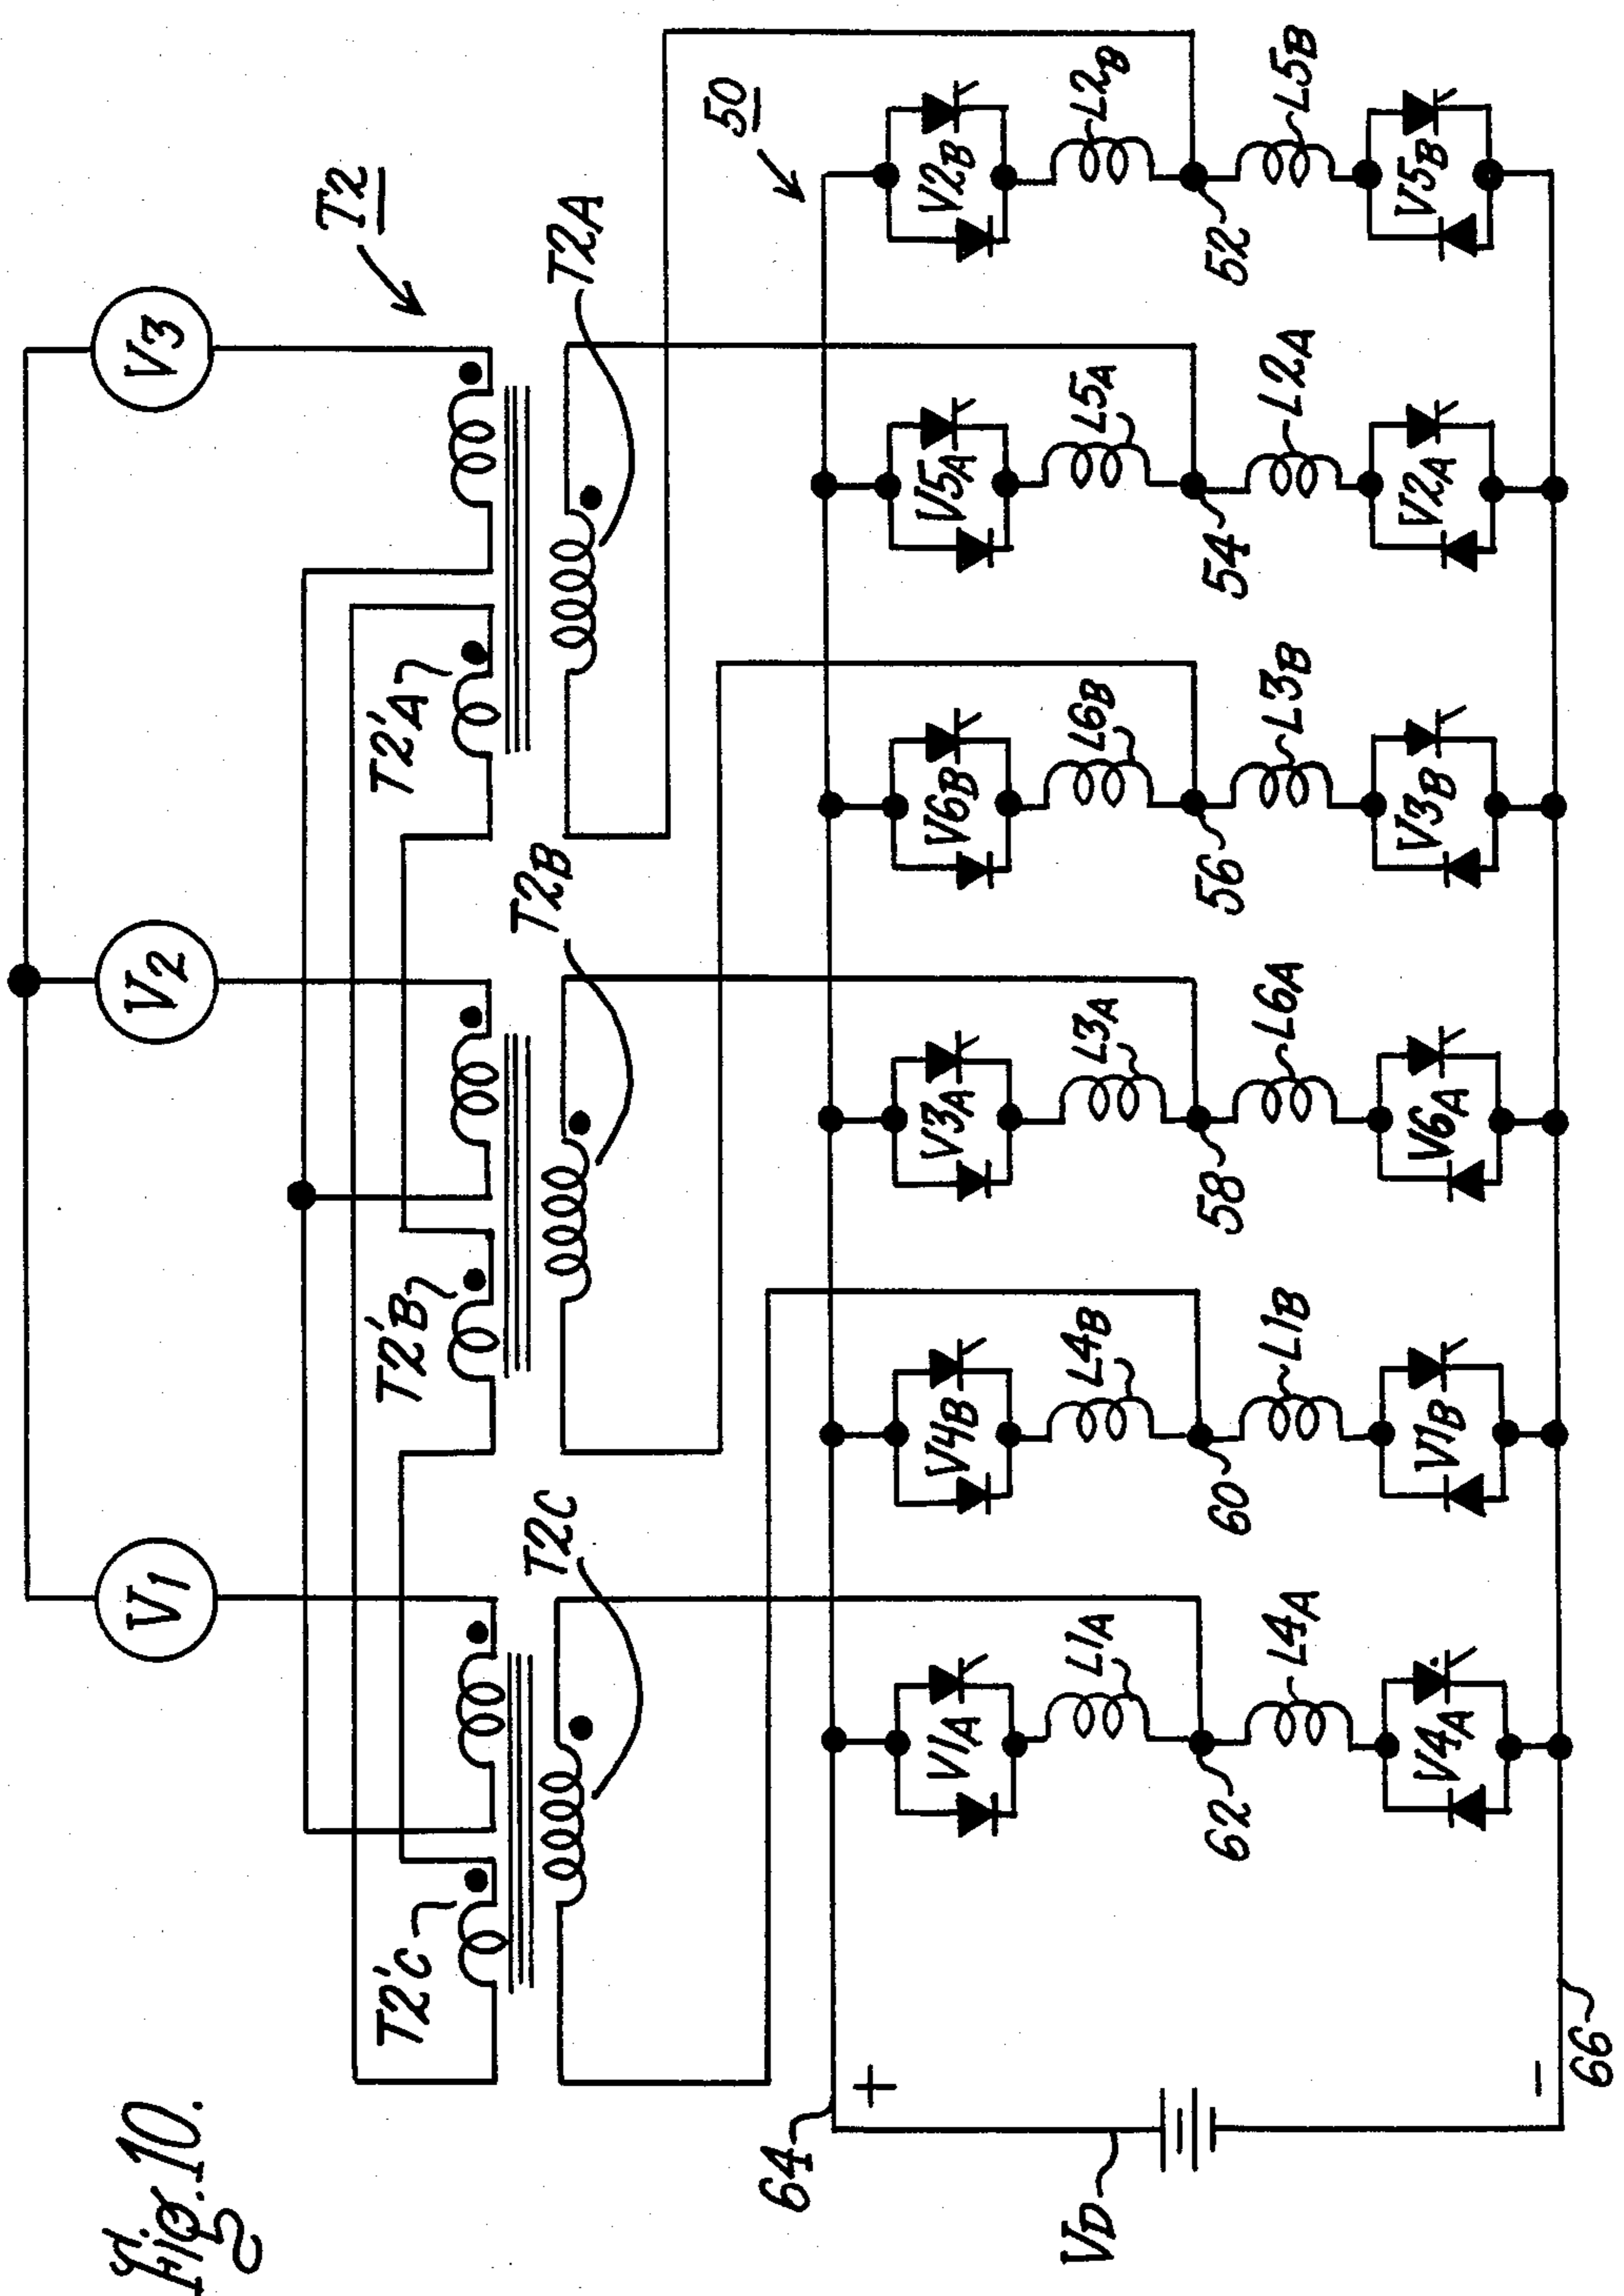 Fig. 10.
V1
V2
V3
T2
T2'C
T2'B
T2'A
T2C
T2B
T2A
50
64
+
VD
V1A
V4B
V3A
V6B
V5A
V2B
L1A
L4B
L3A
L6B
L5A
L2B
62
60
58
56
54
52
L4A
L1B
L6A
L3B
L2A
L5B
V4A
V1B
V6A
V3B
V2A
V5B
-
66